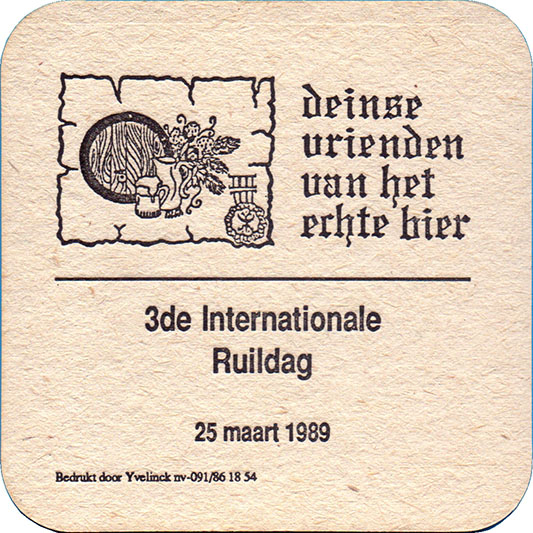 deinse
vrienden
van het
echte bier
3de Internationale
Ruildag
25 maart 1989
Bedrukt door Yvelinck nv-091/86 18 54